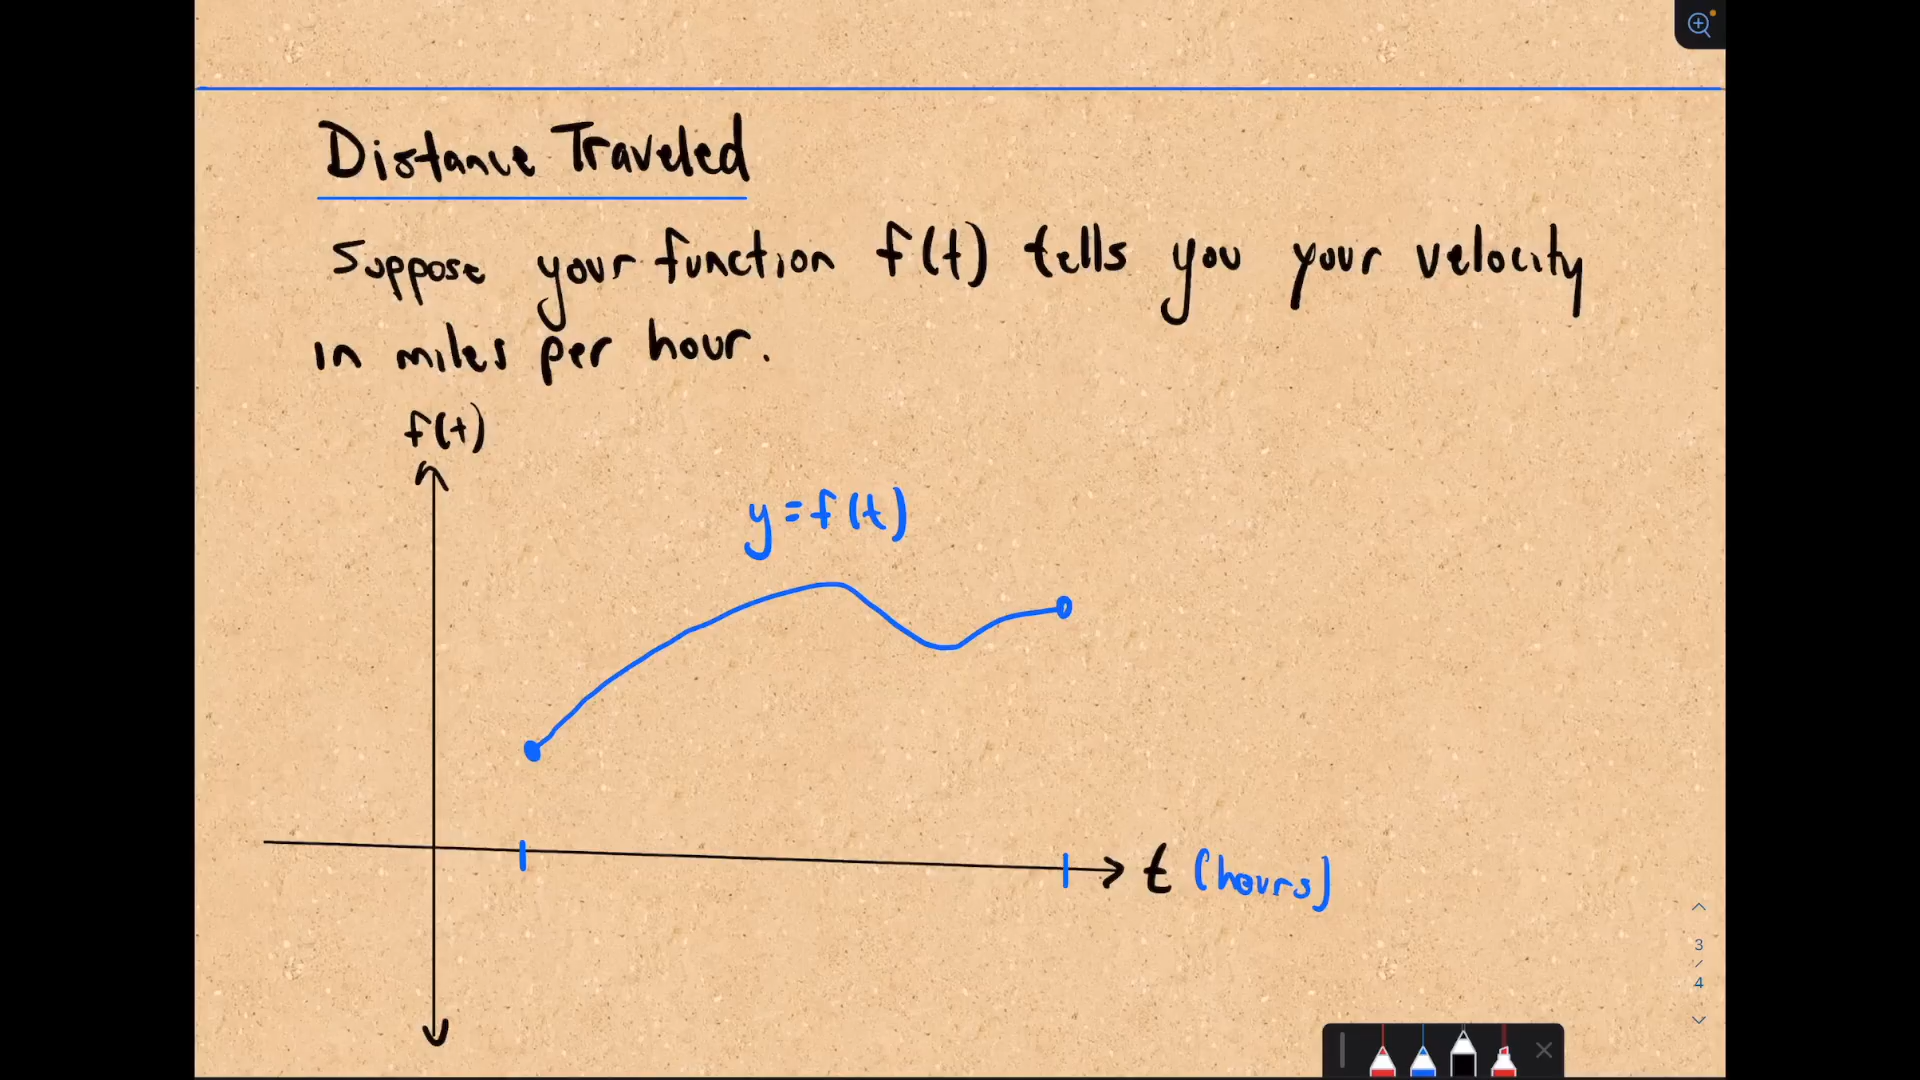 Distance Traveled
Suppose your function f(t) tells you your velocity
in miles per hour.
f(t)
y = f(t)
t (hours)
3
/
4